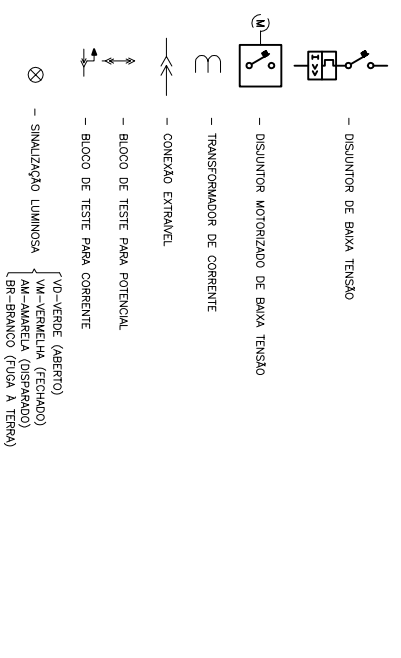 I>>
- DISJUNTOR DE BAIXA TENSÃO
M
- DISJUNTOR MOTORIZADO DE BAIXA TENSÃO
- TRANSFORMADOR DE CORRENTE
- CONEXÃO EXTRAIVEL
- BLOCO DE TESTE PARA POTENCIAL
- BLOCO DE TESTE PARA CORRENTE
- SINALIZAÇÃO LUMINOSA
VD-VERDE (ABERTO)
VM-VERMELHA (FECHADO)
AM-AMARELA (DISPARADO)
BR-BRANCO (FUGA À TERRA)